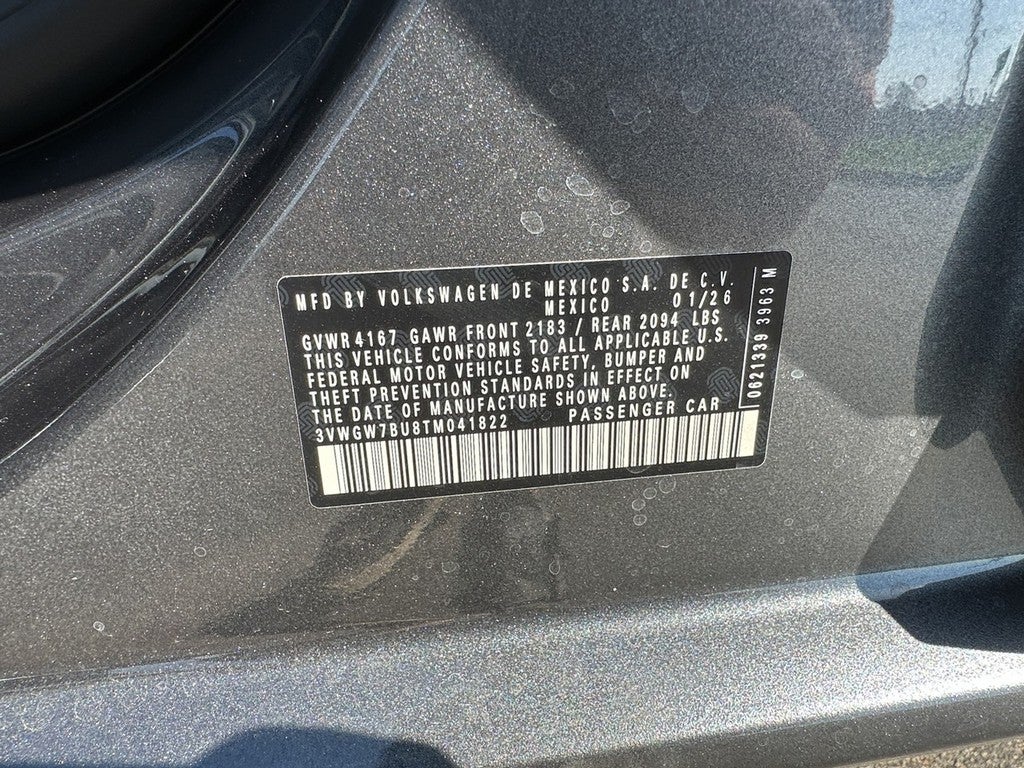 MFD BY VOLKSWAGEN DE MEXICO S.A. DE C.V.
MEXICO 01/26
GVWR 4167 GAWR FRONT 2183 / REAR 2094 LBS
THIS VEHICLE CONFORMS TO ALL APPLICABLE U.S.
FEDERAL MOTOR VEHICLE SAFETY, BUMPER AND
THEFT PREVENTION STANDARDS IN EFFECT ON
THE DATE OF MANUFACTURE SHOWN ABOVE.
3VWGW7BU8TM041822 PASSENGER CAR
0621339 3963 M